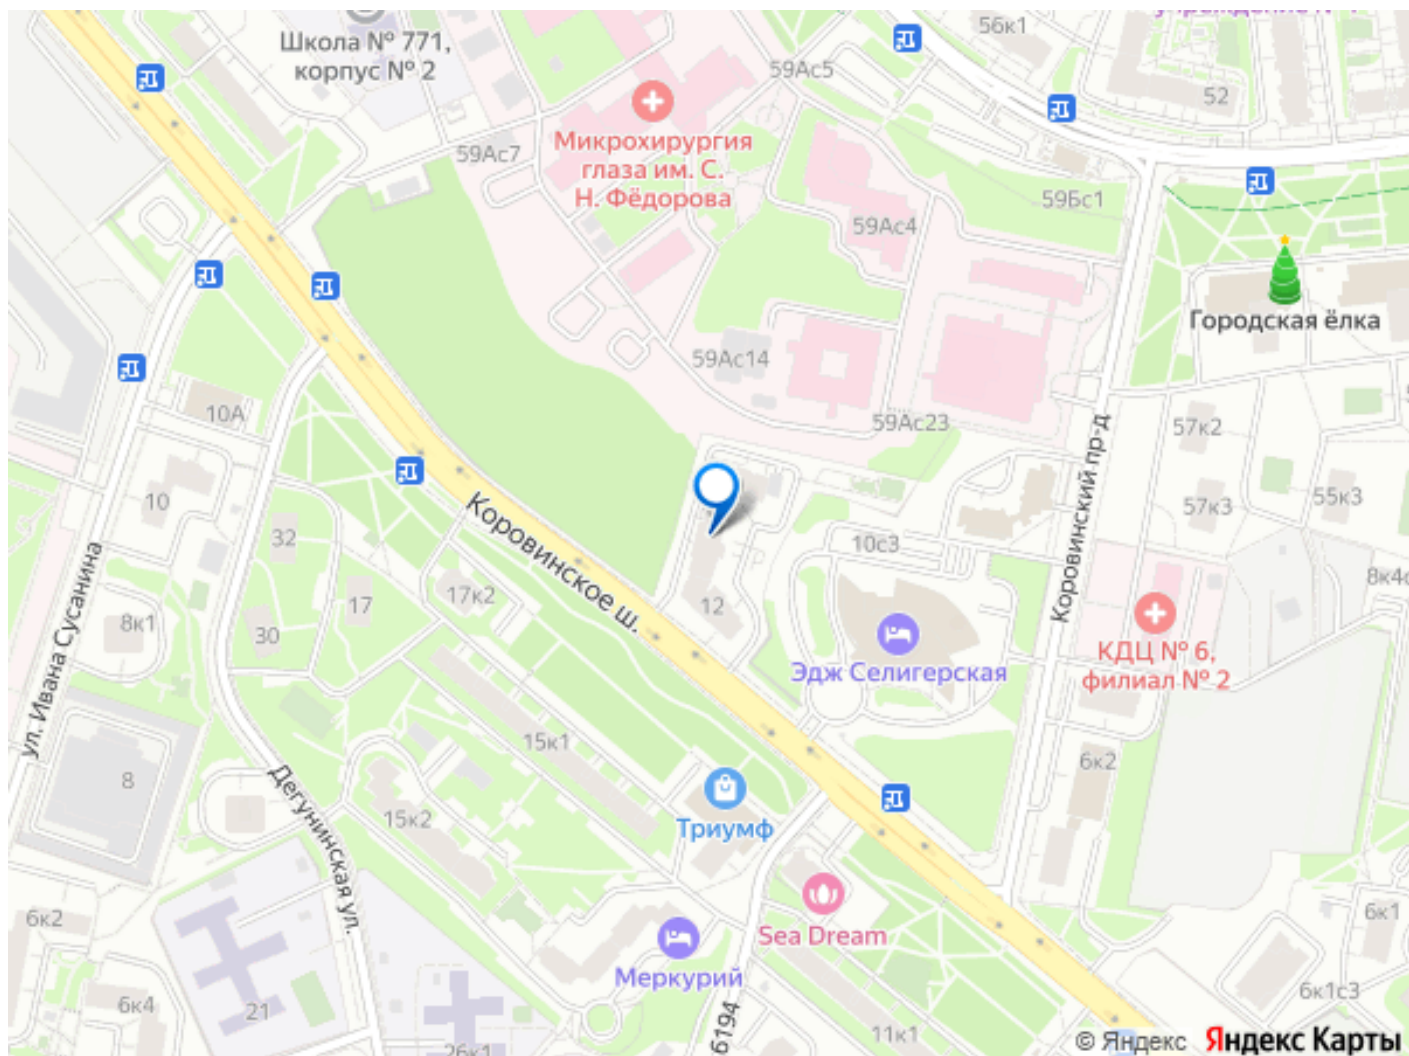 Школа № 771,
корпус № 2
56к1
59Ас5
52
Микрохирургия
глаза им. С.
Н. Фёдорова
59Ас7
59Бс1
59Ас4
Городская ёлка
59Ас14
10А
59Ас23
57к2
Коровинский пр-д
10
57к3
55к3
Коровинское ш.
32
10с3
ул. Ивана Сусанина
8к1
17
17к2
12
30
КДЦ № 6,
филиал № 2
Эдж Селигерская
15к1
6к2
8
Дегунинская ул.
15к2
Триумф
6к2
Sea Dream
6к1
Меркурий
6к4
21
6194
11к1
6к1с3
26к1
© Яндекс Яндекс Карты